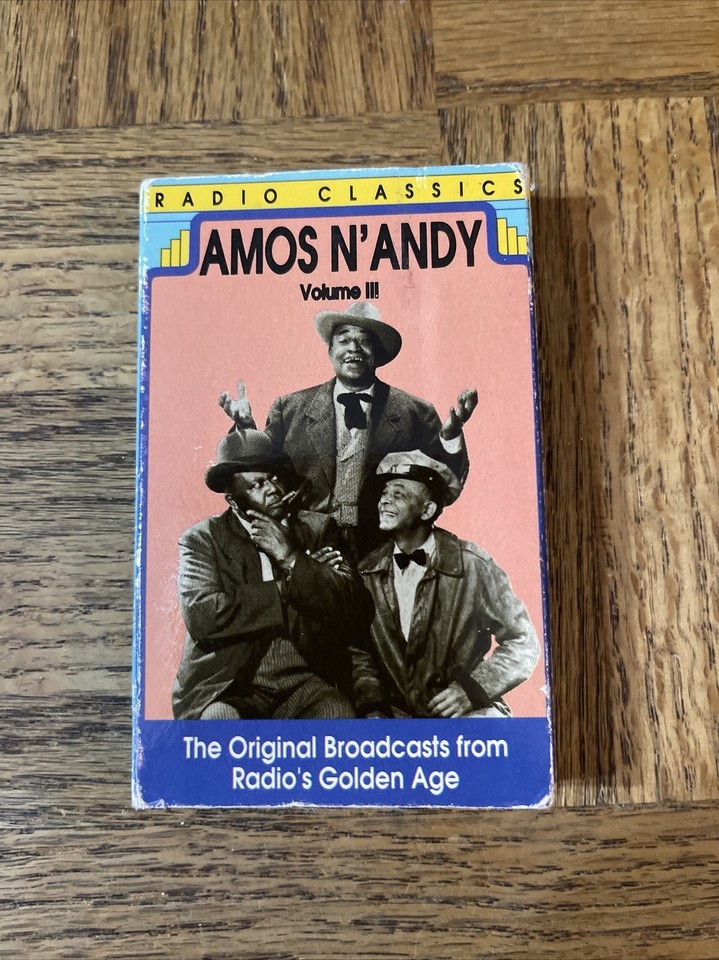 RADIO CLASSICS
AMOS N' ANDY
Volume III
The Original Broadcasts from
Radio's Golden Age